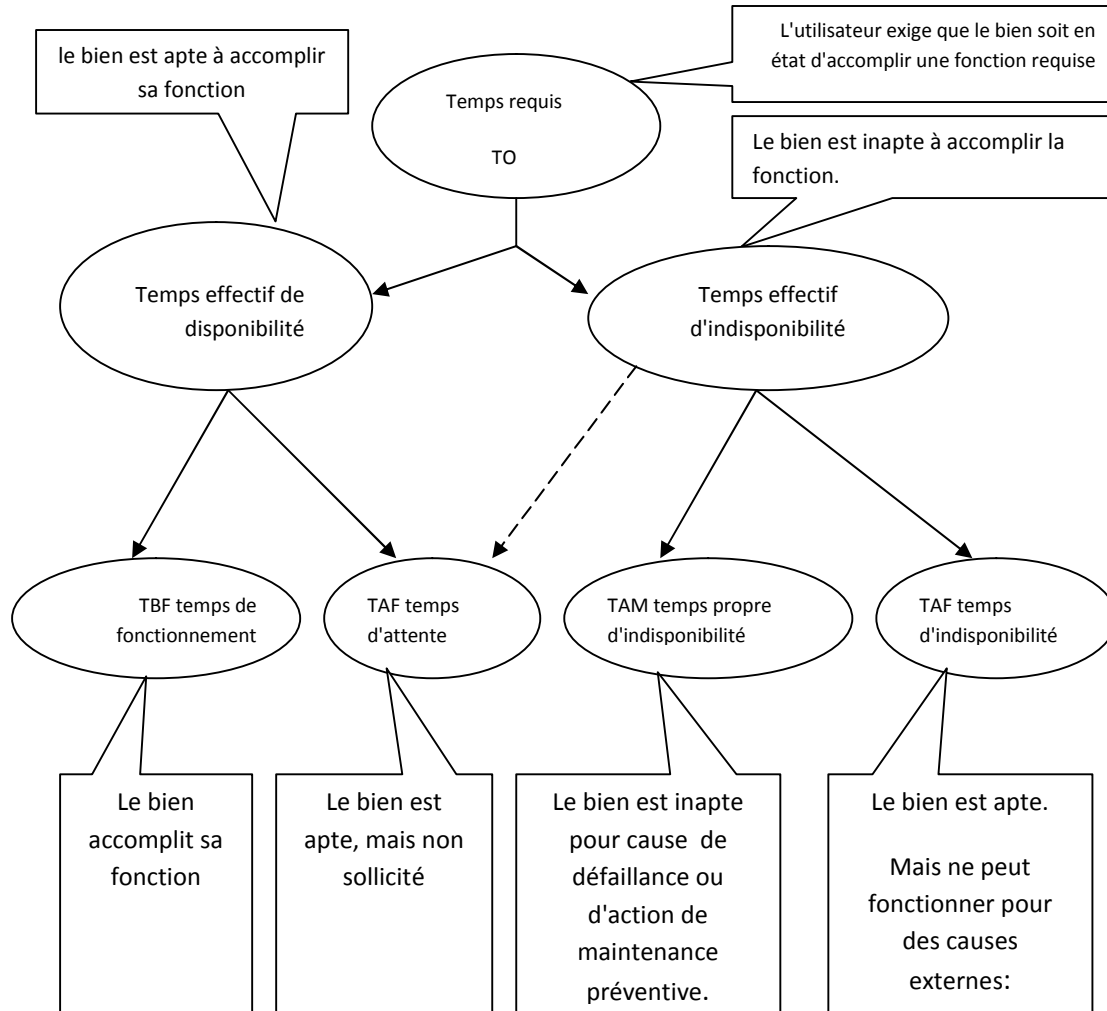 le bien est apte à accomplir
sa fonction
L'utilisateur exige que le bien soit en
état d'accomplir une fonction requise
Temps requis
TO
Le bien est inapte à accomplir la
fonction.
Temps effectif de
disponibilité
Temps effectif
d'indisponibilité
TBF temps de
fonctionnement
TAF temps
d'attente
TAM temps propre
d'indisponibilité
TAF temps
d'indisponibilité
Le bien
accomplit sa
fonction
Le bien est
apte, mais non
sollicité
Le bien est inapte
pour cause de
défaillance ou
d'action de
maintenance
préventive.
Le bien est apte.
Mais ne peut
fonctionner pour
des causes
externes: